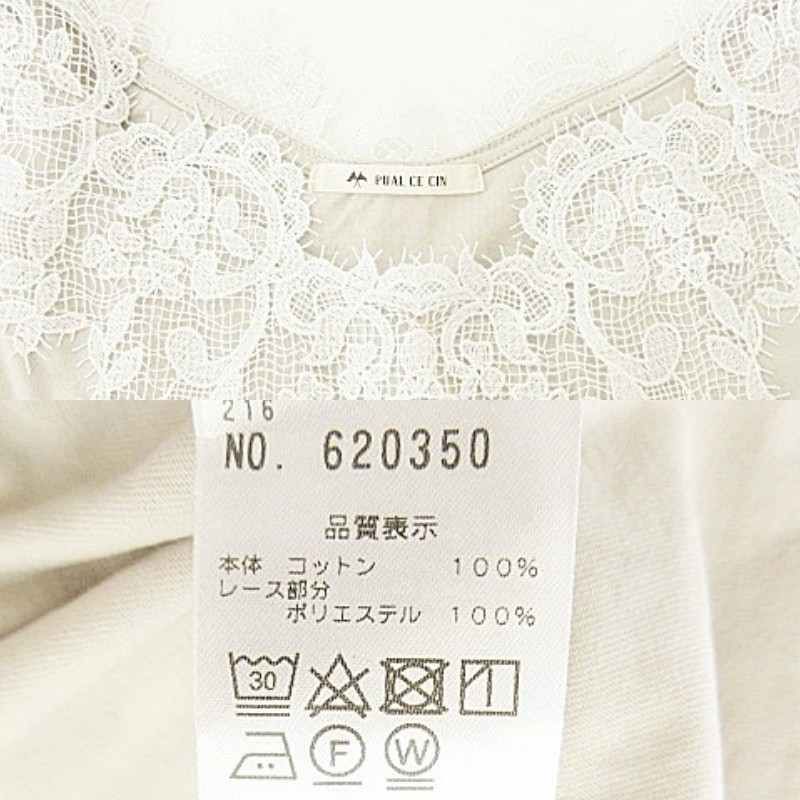 PHAL CE CIN
216
NO. 620350
品質表示
本体 コットン 100%
レース部分
ポリエステル 100%
30
F W